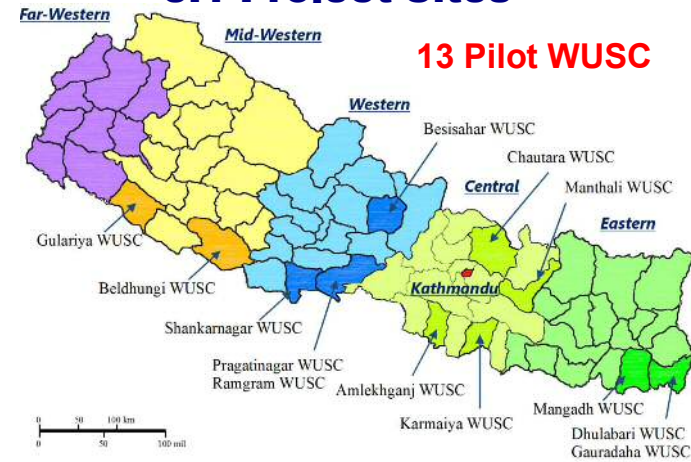 Far-Western
Mid-Western
13 Pilot WUSC
Western
Besisahar WUSC
Chautara WUSC
Central
Manthali WUSC
Eastern
Gulariya WUSC
Kathmandu
Beldhungi WUSC
Shankarnagar WUSC
Pragatinagar WUSC
Ramgram WUSC
Amlekhganj WUSC
Karmaiya WUSC
Mangadh WUSC
Dhulabari WUSC
Gauradaha WUSC
0 50 100 km
0 50 100 mil